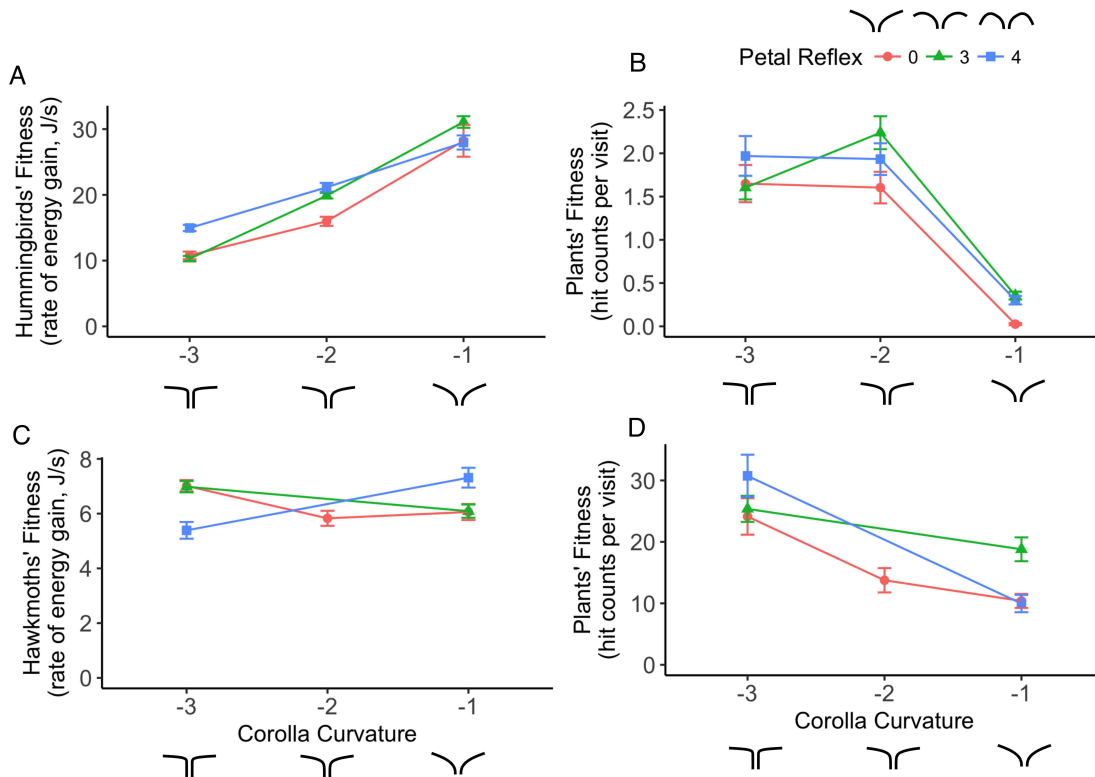 Petal Reflex 0 3 4
A
Hummingbirds' Fitness
(rate of energy gain, J/s)
30
20
10
0
-3 -2 -1
B
Plants' Fitness
(hit counts per visit)
2.5
2.0
1.5
1.0
0.5
0.0
-3 -2 -1
C
Hawkmoths' Fitness
(rate of energy gain, J/s)
8
6
4
2
0
-3 -2 -1
Corolla Curvature
D
Plants' Fitness
(hit counts per visit)
30
20
10
0
-3 -2 -1
Corolla Curvature